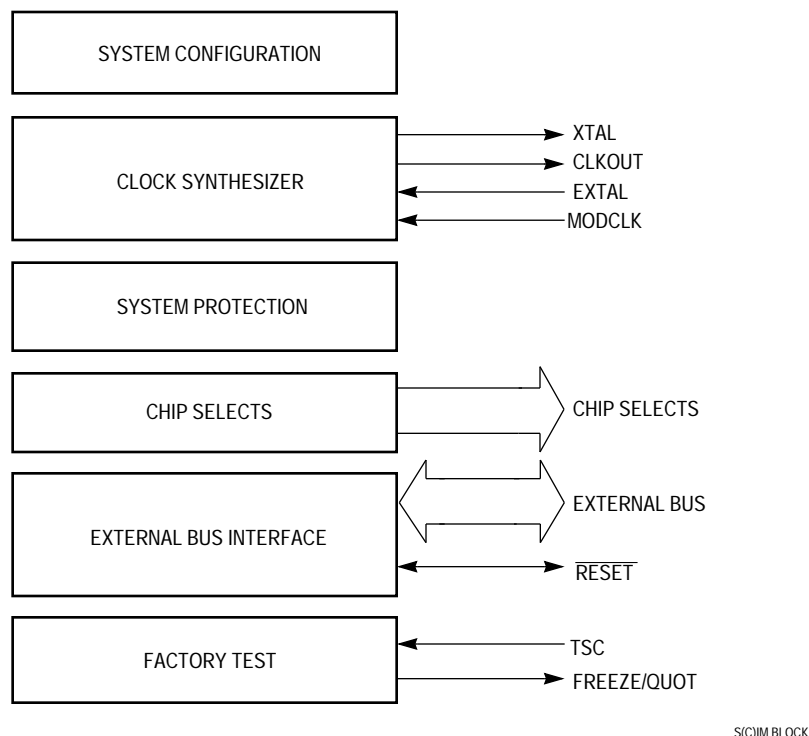 SYSTEM CONFIGURATION
CLOCK SYNTHESIZER
XTAL
CLKOUT
EXTAL
MODCLK
SYSTEM PROTECTION
CHIP SELECTS
CHIP SELECTS
EXTERNAL BUS INTERFACE
EXTERNAL BUS
RESET
FACTORY TEST
TSC
FREEZE/QUOT
S(C)IM BLOCK